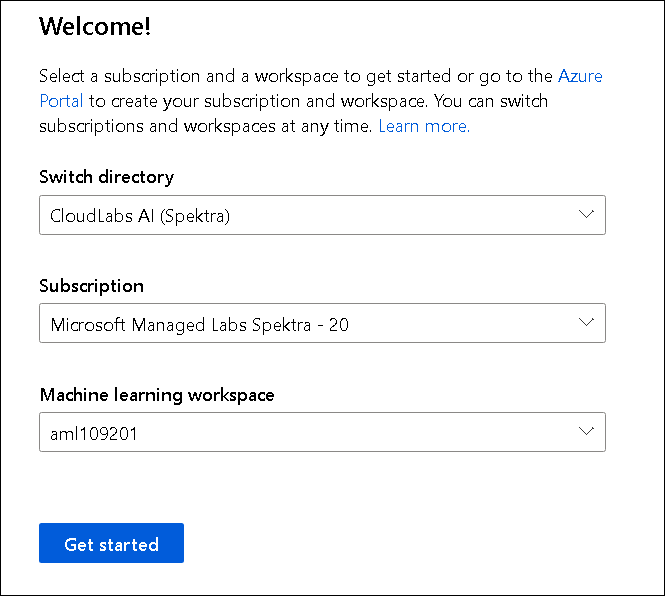 Welcome!
Select a subscription and a workspace to get started or go to the Azure
Portal to create your subscription and workspace. You can switch
subscriptions and workspaces at any time. Learn more.
Switch directory
CloudLabs AI (Spektra)
Subscription
Microsoft Managed Labs Spektra - 20
Machine learning workspace
aml109201
Get started